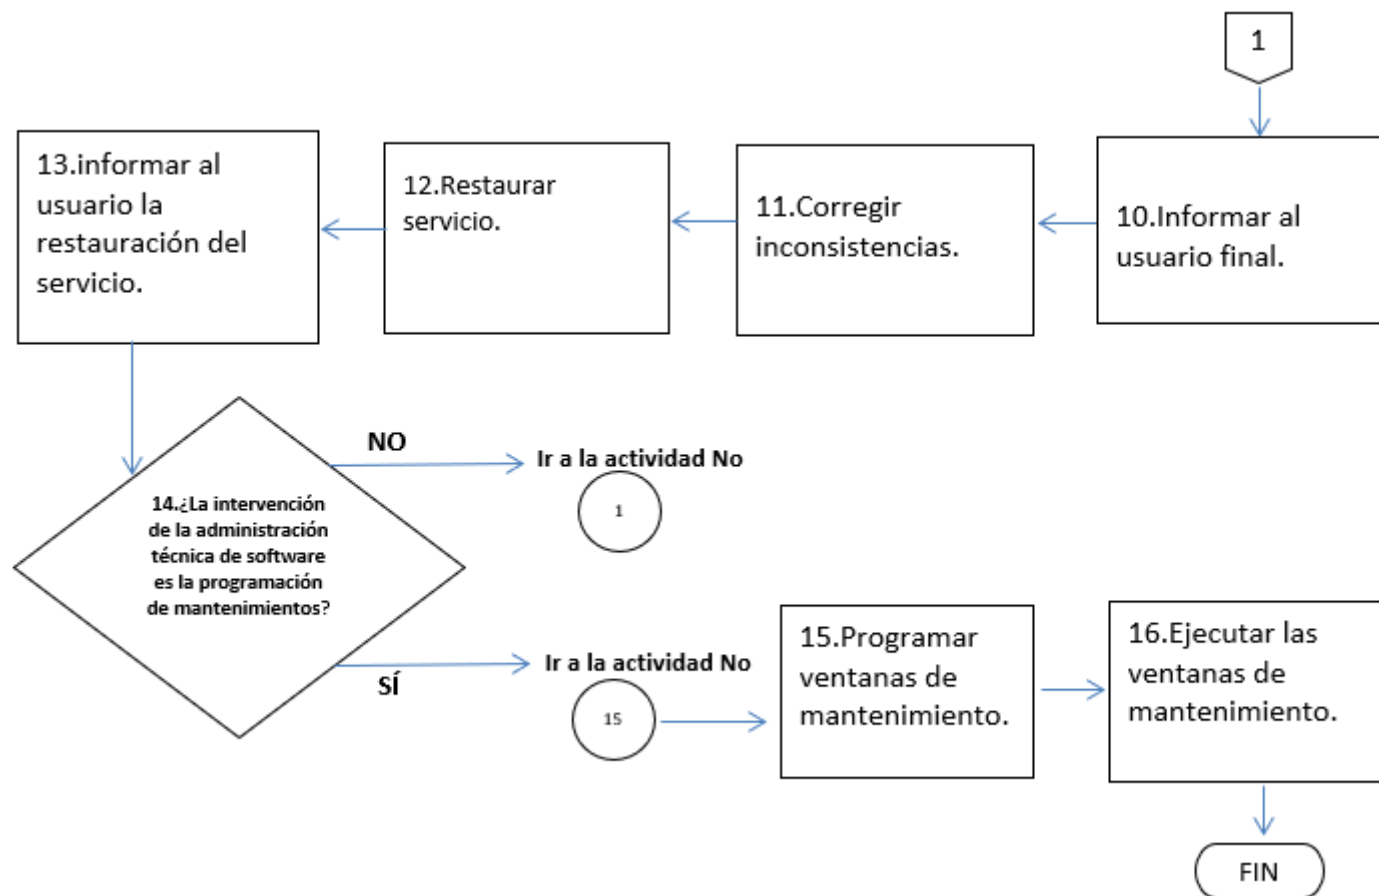 1
10.Informar al
usuario final.
11.Corregir
inconsistencias.
12.Restaurar
servicio.
13.informar al
usuario la
restauración del
servicio.
14.¿La intervención
de la administración
técnica de software
es la programación
de mantenimientos?
NO
Ir a la actividad No
1
SÍ
Ir a la actividad No
15
15.Programar
ventanas de
mantenimiento.
16.Ejecutar las
ventanas de
mantenimiento.
FIN